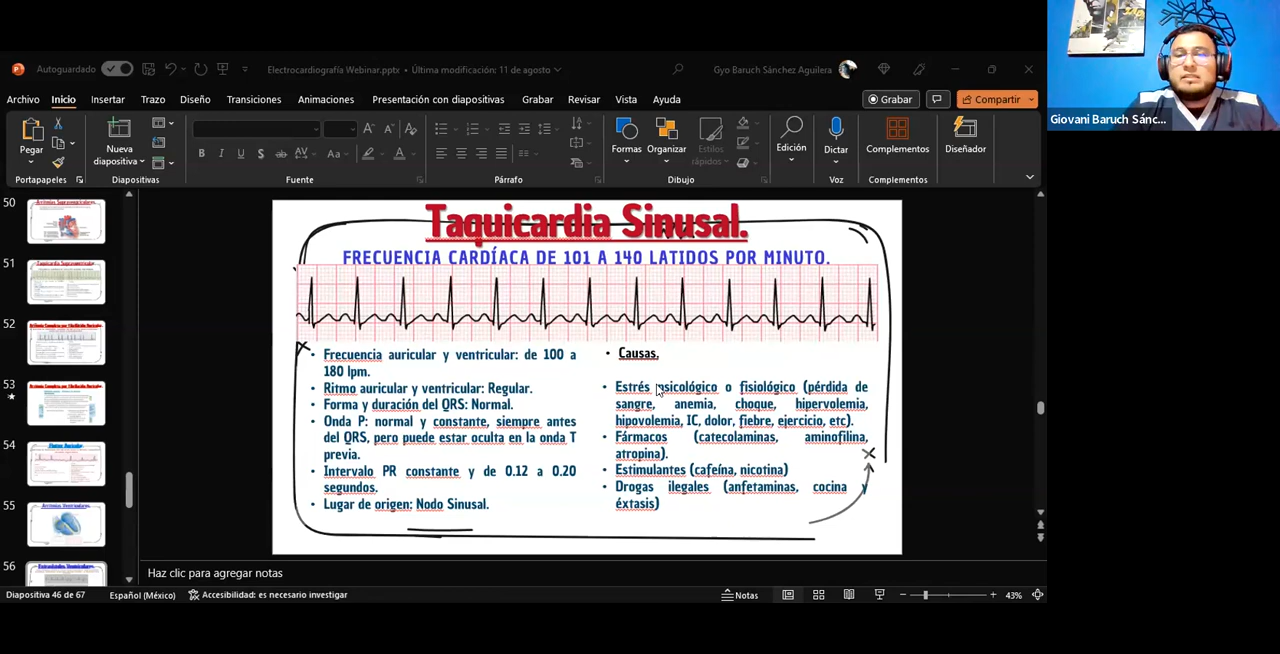 Autoguardado
Electrocardiografía Webinar.pptx • Última modificación: 11 de agosto
Gyo Baruch Sánchez Aguilera
Archivo Inicio Insertar Trazo Diseño Transiciones Animaciones Presentación con diapositivas Grabar Revisar Vista Ayuda
Grabar
Compartir
Giovani Baruch Sánc...
Pegar
Nueva diapositiva
N K S S ab AV Aa A
Formas
Organizar
Estilos rápidos
Edición
Dictar
Complementos
Diseñador
Portapapeles Diapositivas Fuente Párrafo Dibujo Voz Complementos
50
51
52
53
54
55
56
Taquicardia Sinusal.
FRECUENCIA CARDÍACA DE 101 A 140 LATIDOS POR MINUTO.
• Frecuencia auricular y ventricular: de 100 a
180 lpm.
• Ritmo auricular y ventricular: Regular.
• Forma y duración del QRS: Normal.
• Onda P: normal y constante, siempre antes
del QRS, pero puede estar oculta en la onda T
previa.
• Intervalo PR constante y de 0.12 a 0.20
segundos.
• Lugar de origen: Nodo Sinusal.
• Causas.
• Estrés psicológico o fisiológico (pérdida de
sangre, anemia, choque, hipervolemia,
hipovolemia, IC, dolor, fiebre, ejercicio, etc).
• Fármacos (catecolaminas, aminofilina,
atropina).
• Estimulantes (cafeína, nicotina)
• Drogas ilegales (anfetaminas, cocina y
éxtasis)
Haz clic para agregar notas
Diapositiva 46 de 67 Español (México) Accesibilidad: es necesario investigar Notas 43%